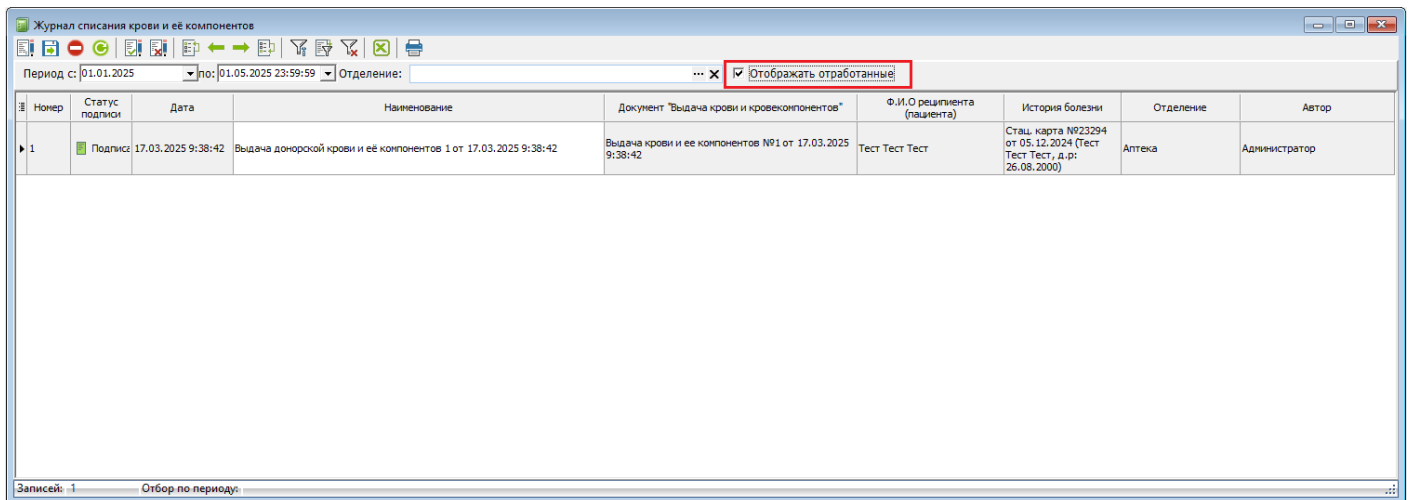 Журнал списания крови и её компонентов
Период с: 01.01.2025 по: 01.05.2025 23:59:59 Отделение: ... Отображать отработанные
Номер Статус подписи Дата Наименование Документ "Выдача крови и кровекомпонентов" Ф.И.О реципиента (пациента) История болезни Отделение Автор
1 Подписа 17.03.2025 9:38:42 Выдача донорской крови и её компонентов 1 от 17.03.2025 9:38:42 Выдача крови и ее компонентов №1 от 17.03.2025 9:38:42 Тест Тест Тест Стац. карта №23294 от 05.12.2024 (Тест Тест Тест, д.р: 26.08.2000) Аптека Администратор
Записей: 1 Отбор по периоду: